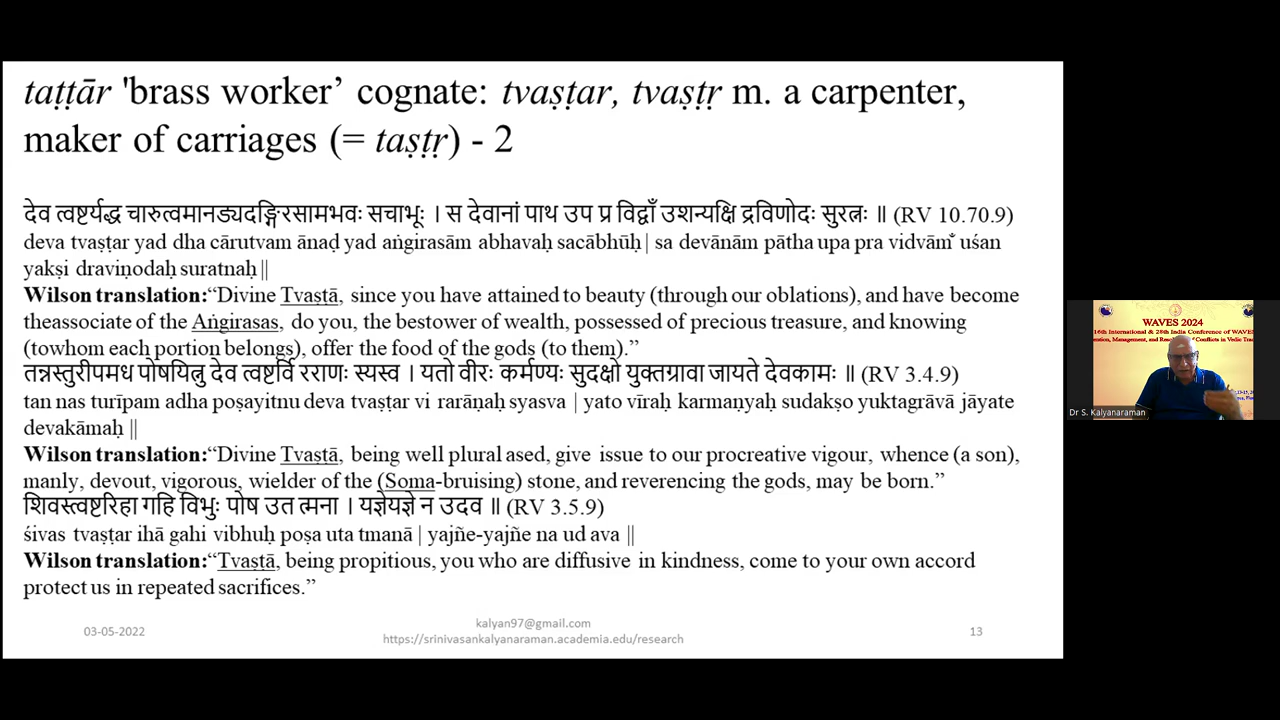 taṭṭār 'brass worker’ cognate: tvaṣṭar, tvaṣṭṛ m. a carpenter,
maker of carriages (= taṣṭṛ) - 2
देव त्वष्टर्यद्ध चारुत्वमानड्यदङ्गिरसामभवः सचाभूः । स देवानां पाथ उप प्र विद्वाँ उशन्यक्षि द्रविणोदः सुरत्नः ॥ (RV 10.70.9)
deva tvaṣṭar yad dha cārutvam ānaḍ yad aṅgirasām abhavaḥ sacābhūḥ | sa devānām pātha upa pra vidvām̐ uśan
yakṣi draviṇodaḥ suratnaḥ ||
Wilson translation:“Divine Tvaṣṭā, since you have attained to beauty (through our oblations), and have become
theassociate of the Aṅgirasas, do you, the bestower of wealth, possessed of precious treasure, and knowing
(towhom each portion belongs), offer the food of the gods (to them).”
तन्नस्तुरीपमध पोषयित्नु देव त्वष्टर्वि रराणः स्यस्व । यतो वीरः कर्मण्यः सुदक्षो युक्तग्रावा जायते देवकामः ॥ (RV 3.4.9)
tan nas turīpam adha poṣayitnu deva tvaṣṭar vi rarāṇaḥ syasva | yato vīraḥ karmaṇyaḥ sudakṣo yuktagrāvā jāyate
devakāmaḥ ||
Wilson translation:“Divine Tvaṣṭā, being well plural ased, give issue to our procreative vigour, whence (a son),
manly, devout, vigorous, wielder of the (Soma-bruising) stone, and reverencing the gods, may be born.”
शिवस्त्वष्टरिहा गहि विभुः पोष उत त्मना । यज्ञेयज्ञे न उदव ॥ (RV 3.5.9)
śivas tvaṣṭar ihā gahi vibhuḥ poṣa uta tmanā | yajñe-yajñe na ud ava ||
Wilson translation: “Tvaṣṭā, being propitious, you who are diffusive in kindness, come to your own accord
protect us in repeated sacrifices.”
03-05-2022
kalyan97@gmail.com
https://srinivasankalyanaraman.academia.edu/research
13
WAVES 2024
16th International & 28th India Conference of WAVES
Dr S. Kalyanaraman